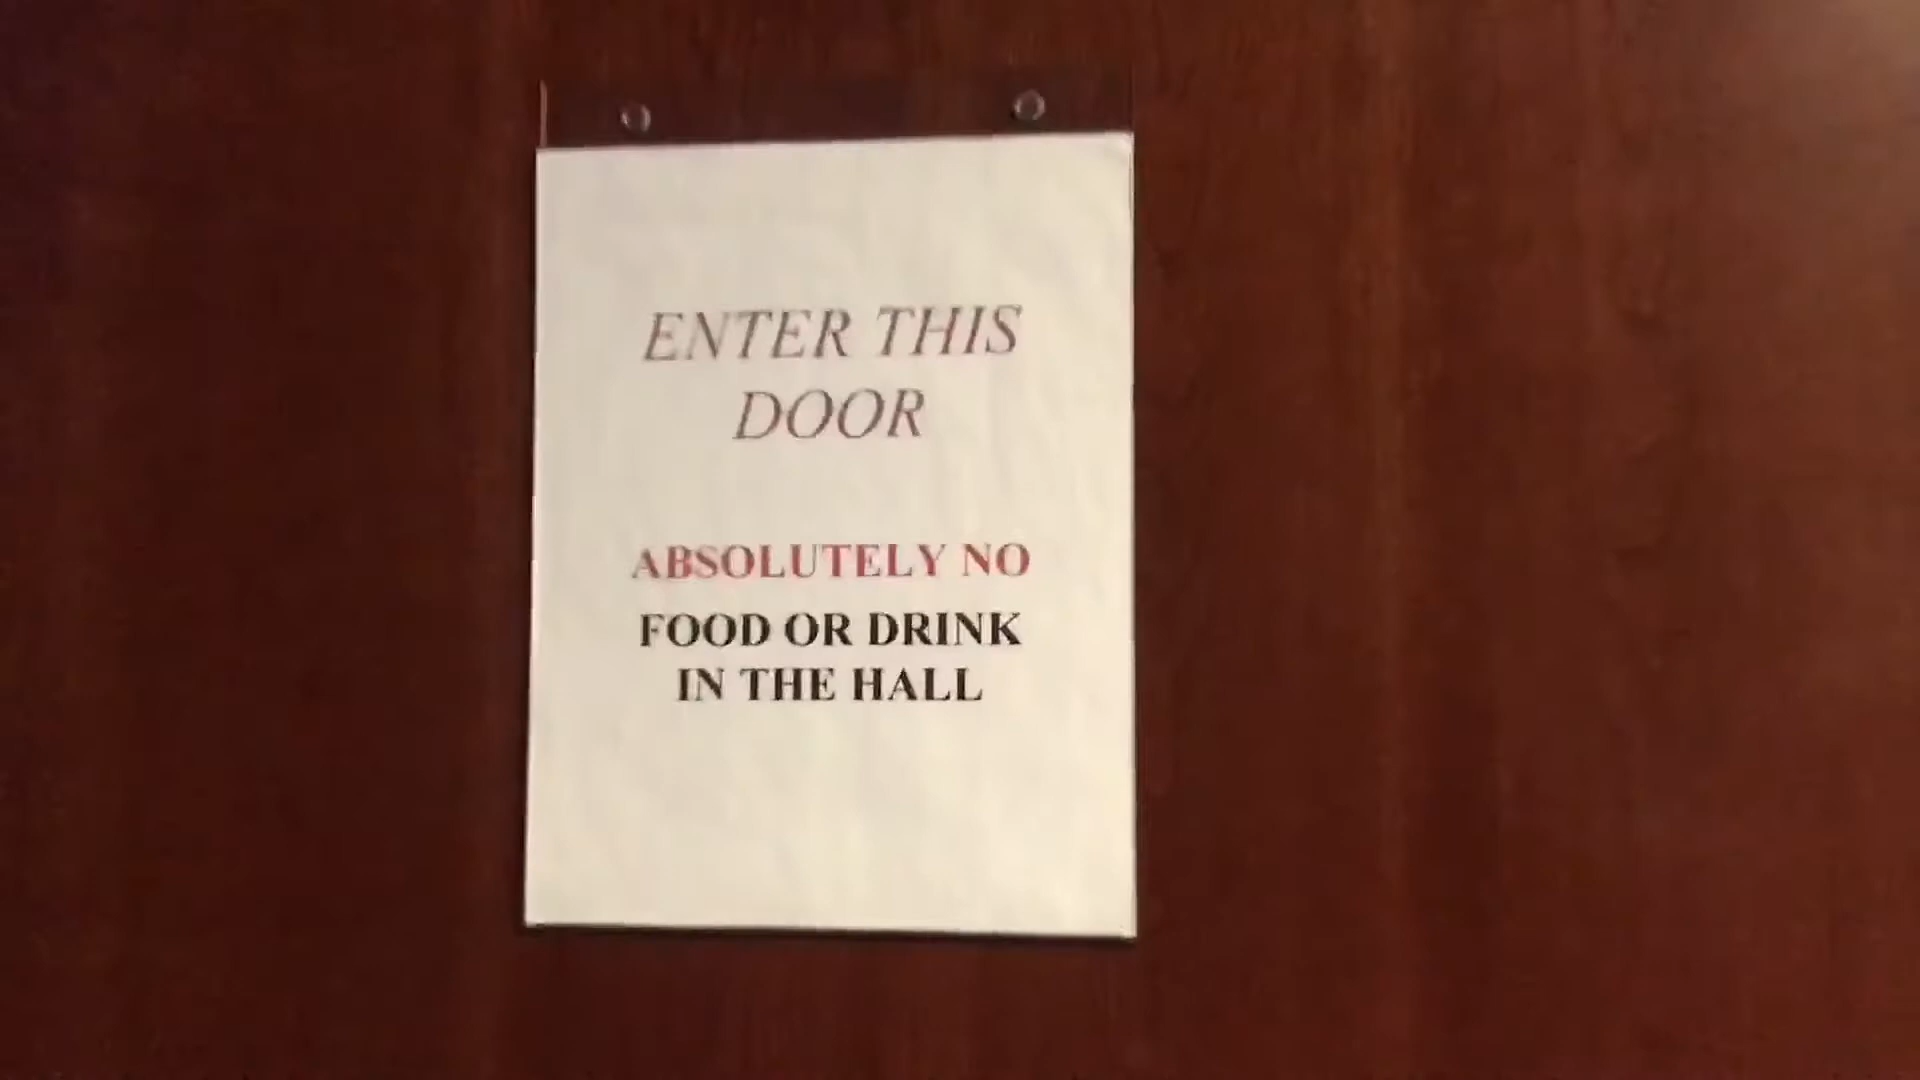 ENTER THIS
DOOR
ABSOLUTELY NO
FOOD OR DRINK
IN THE HALL